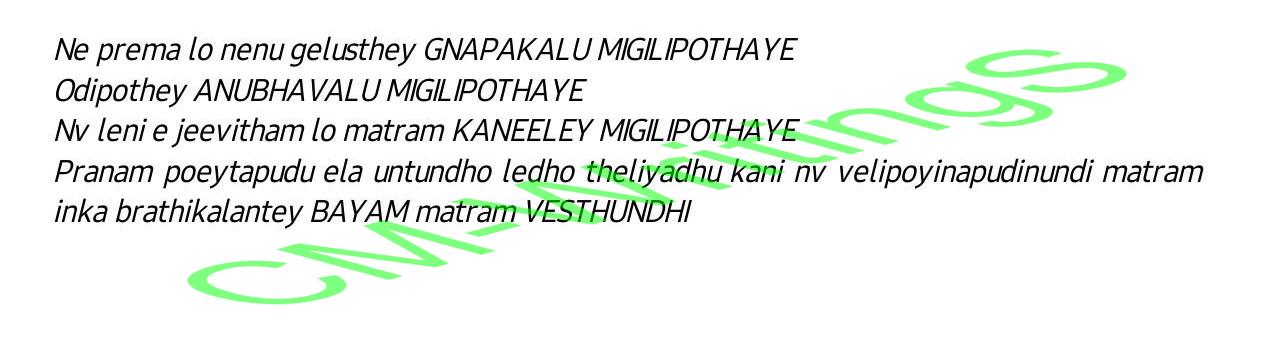 Ne prema lo nenu gelusthey GNAPAKALU MIGILIPOTHAYE
Odipothey ANUBHAVALU MIGILIPOTHAYE
Nv leni e jeevitham lo matram KANEELEY MIGILIPOTHAYE
Pranam poeytapudu ela untundho ledho theliyadhu kani nv velipoyinapudinundi matram
inka brathikalantey BAYAM matram VESTHUNDHI
CM-WritingS